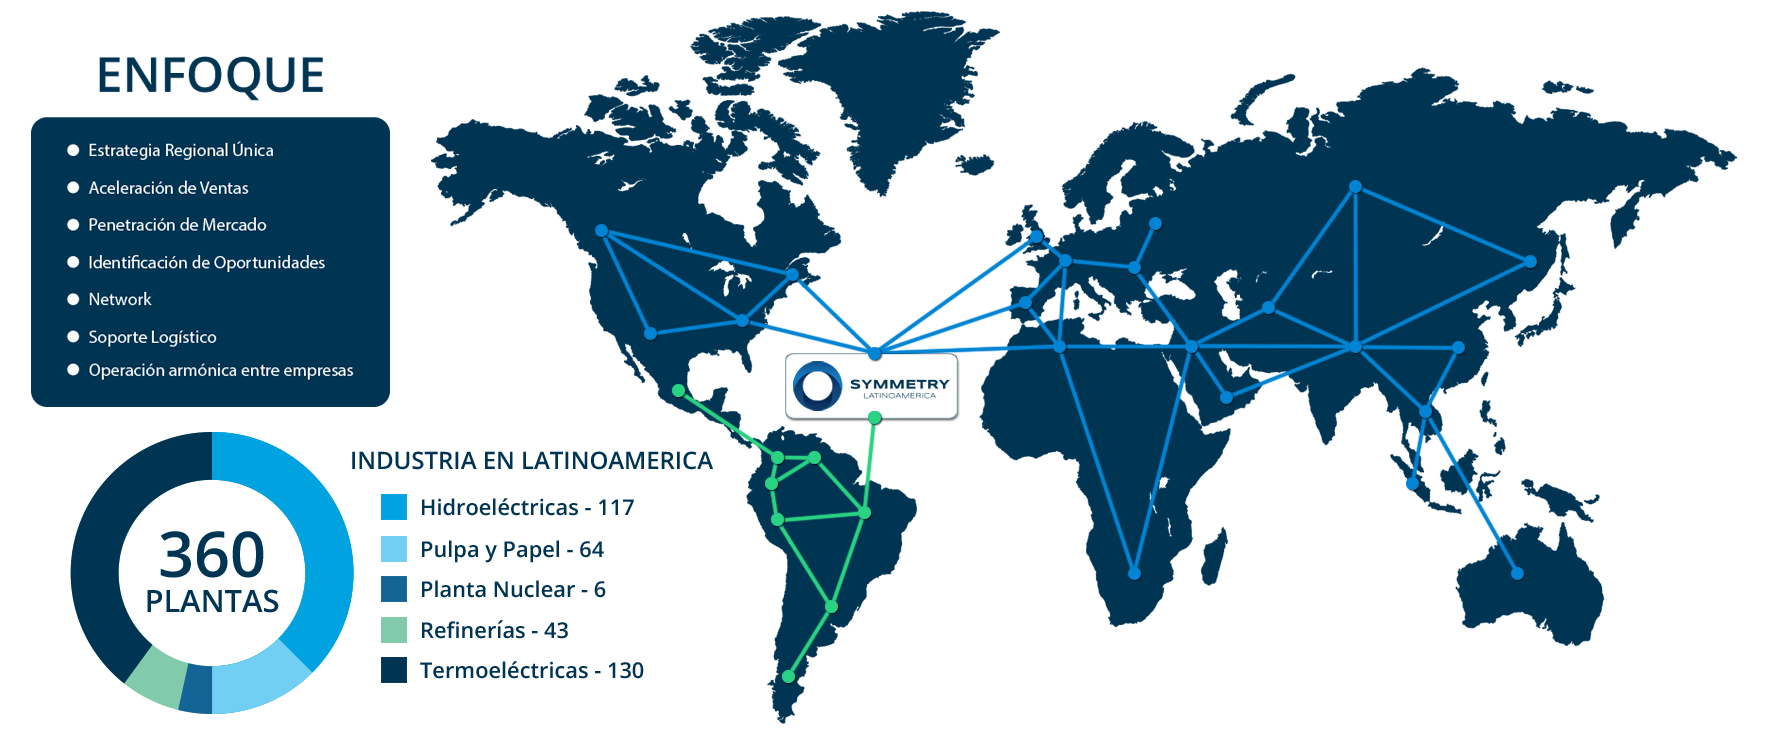 ENFOQUE
Estrategia Regional Única
Aceleración de Ventas
Penetración de Mercado
Identificación de Oportunidades
Network
Soporte Logístico
Operación armónica entre empresas
SYMMETRY
LATINOAMERICA
INDUSTRIA EN LATINOAMERICA
360
PLANTAS
Hidroeléctricas - 117
Pulpa y Papel - 64
Planta Nuclear - 6
Refinerías - 43
Termoeléctricas - 130